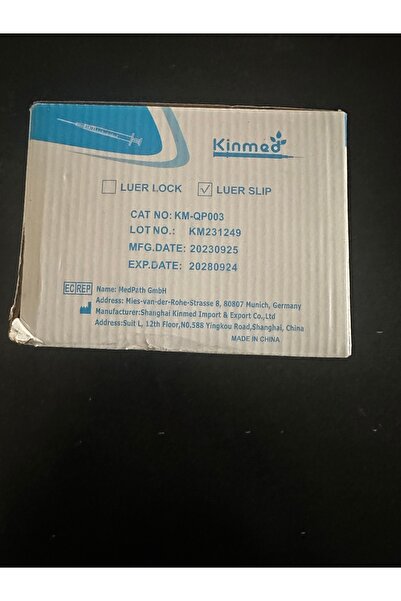 Kinmed
LUER LOCK LUER SLIP
CAT NO: KM-QP003
LOT NO.: KM231249
MFG.DATE: 20230925
EXP.DATE: 20280924
EC REP Name: MedPath GmbH
Address: Mies-van-der-Rohe-Strasse 8, 80807 Munich, Germany
Manufacturer:Shanghai Kinmed Import & Export Co.,Ltd
Address:Suit L, 12th Floor,N0.588 Yingkou Road,Shanghai, China
MADE IN CHINA